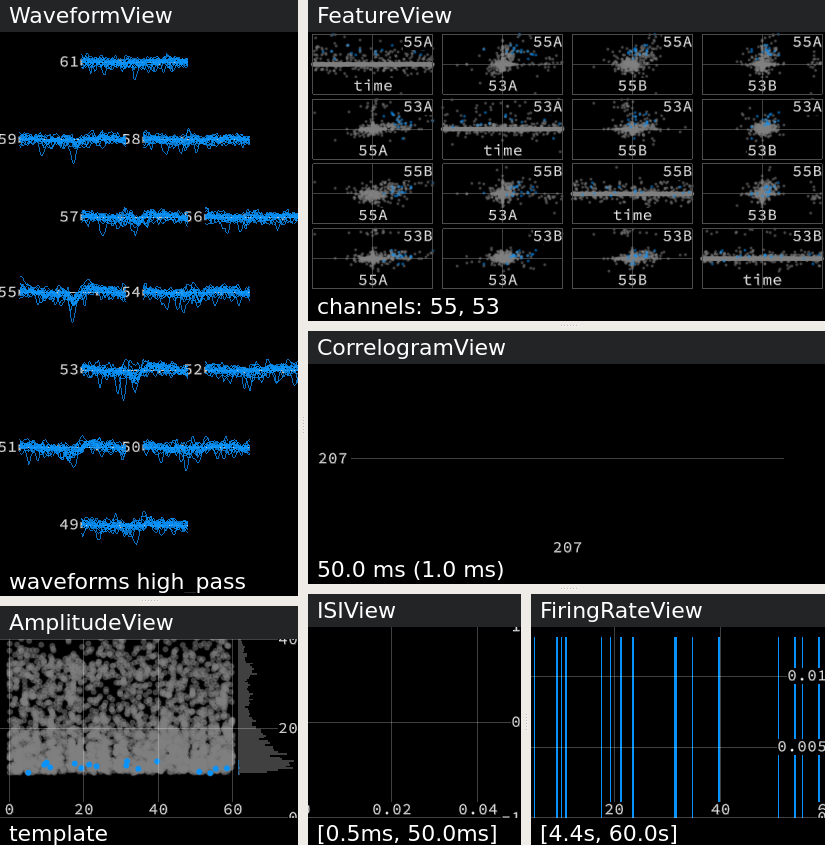 WaveformView
61
59 58
57 56
55 54
53 52
51 50
49
waveforms high_pass
FeatureView
55A 55A 55A 55A
time 53A 55B 53B
53A 53A 53A 53A
55A time 55B 53B
55B 55B 55B 55B
55A 53A time 53B
53B 53B 53B 53B
55A 53A 55B time
channels: 55, 53
CorrelogramView
207
207
50.0 ms (1.0 ms)
AmplitudeView
40
20
0 20 40 60 0
template
ISIView
1
0
0 0.02 0.04 -1
[0.5ms, 50.0ms]
FiringRateView
0.01
0.005
20 40 6
[4.4s, 60.0s]